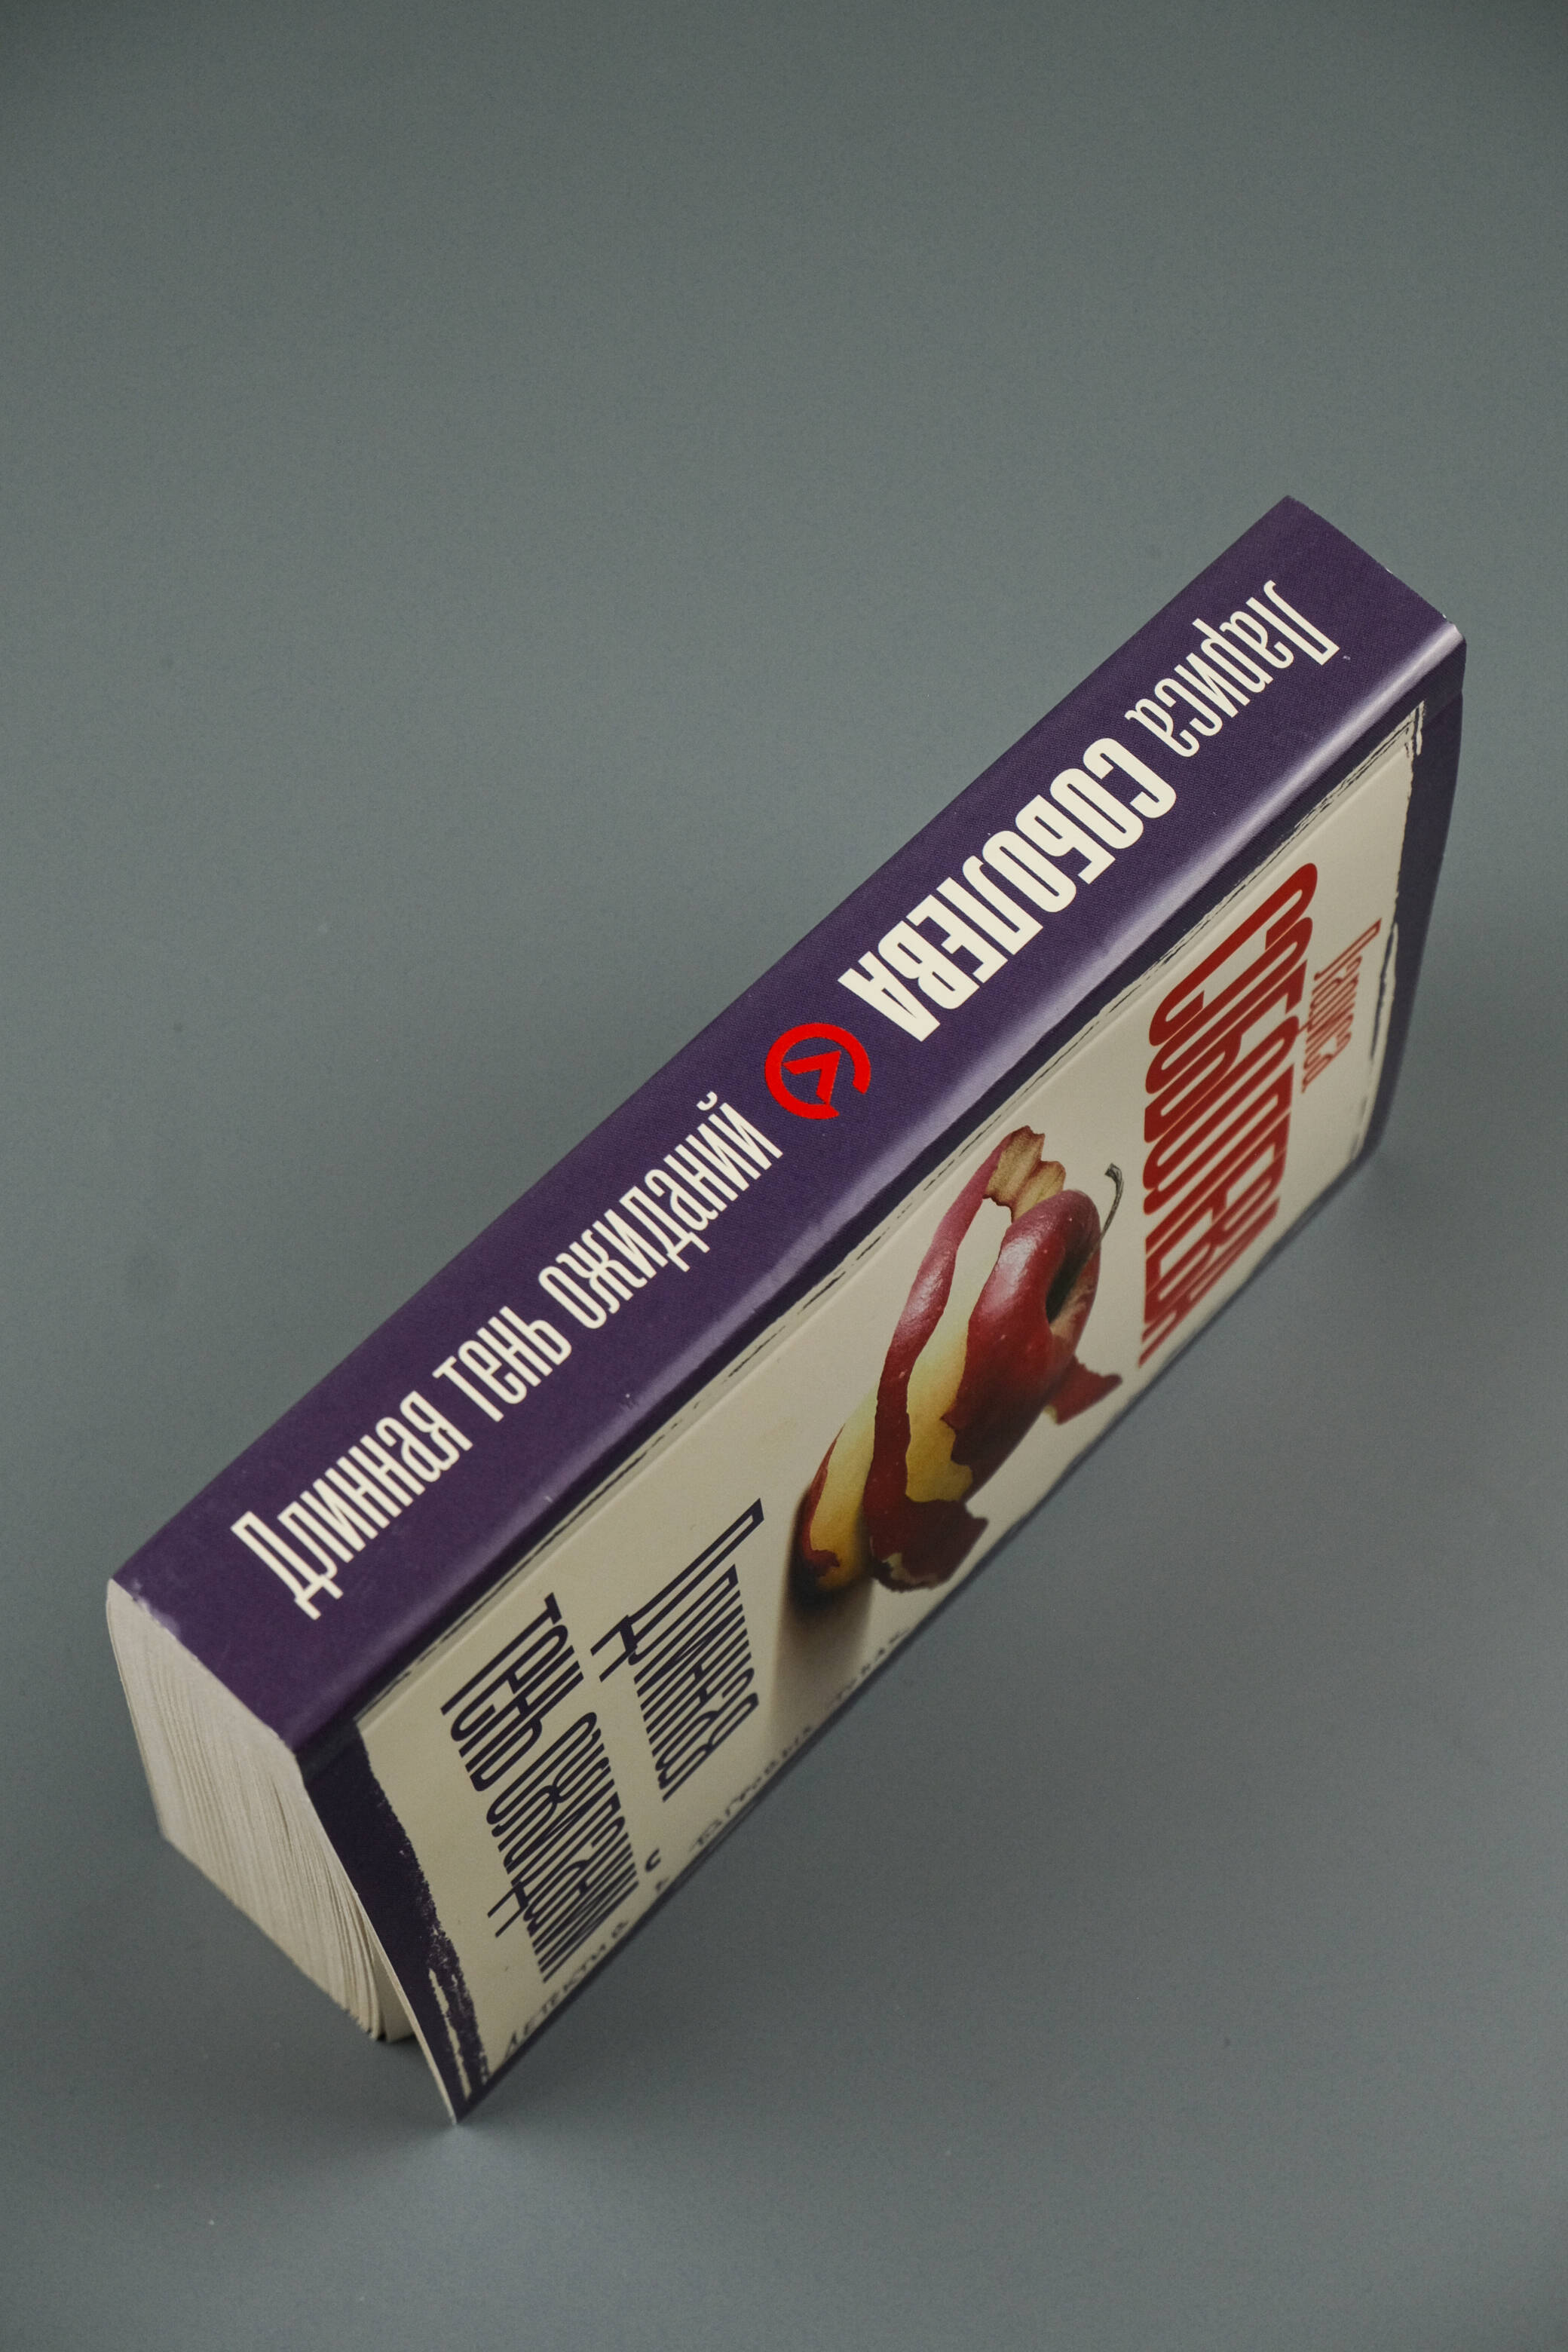 Лариса СОБОЛЕВА
Длинная тень ожиданий
Лариса
СОБОЛЕВА
Длинная
тень ожиданий